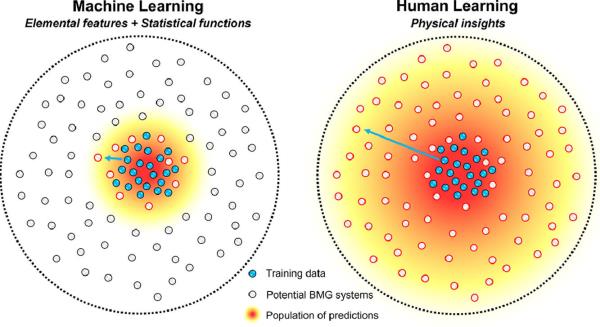 Machine Learning
Elemental features + Statistical functions
Human Learning
Physical insights
Training data
Potential BMG systems
Population of predictions